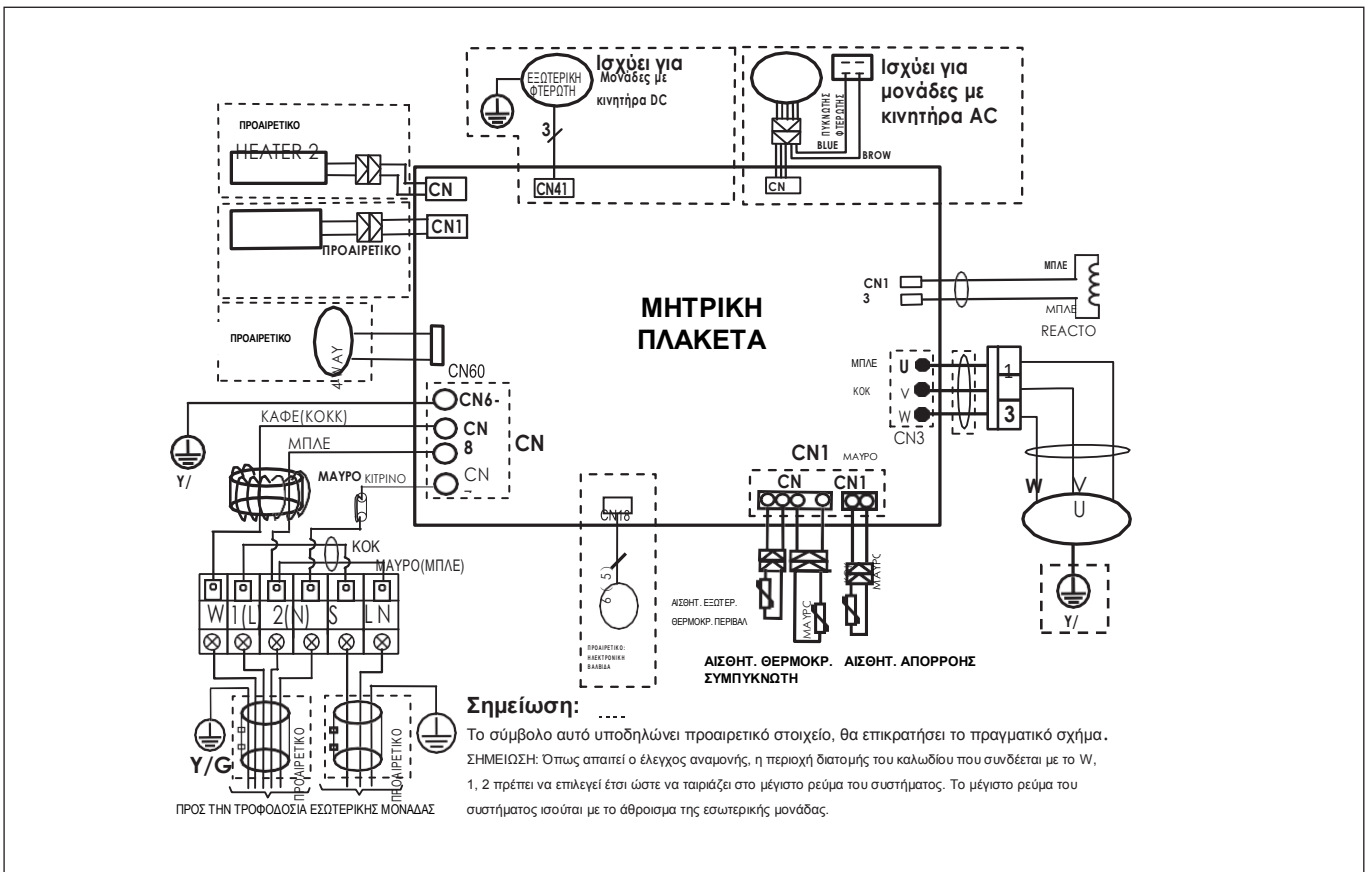 ΕΞΩΤΕΡΙΚΗ
ΦΤΕΡΩΤΗ
Ισχύει για
Μονάδες με
κινητήρα DC
3
CN41
ΠΥΚΝΩΤΗΣ
ΦΤΕΡΩΤΗΣ
BLUE
BROW
CN
Ισχύει για
μονάδες με
κινητήρα AC
ΠΡΟΑΙΡΕΤΙΚΟ
HEATER 2
CN
CN1
ΠΡΟΑΙΡΕΤΙΚΟ
ΠΡΟΑΙΡΕΤΙΚΟ
4-WAY
CN60
ΜΗΤΡΙΚΗ
ΠΛΑΚΕΤΑ
CN1
3
ΜΠΛΕ
ΜΠΛΕ
REACTO
ΜΠΛΕ
ΚΟΚ
U
V
W
CN3
1
3
W
V
U
Y/
CN6-
CN
8
CN
CN
ΚΑΦΕ(ΚΟΚΚ)
ΜΠΛΕ
ΜΑΥΡΟ ΚΙΤΡΙΝΟ
Y/
ΚΟΚ
ΜΑΥΡΟ(ΜΠΛΕ)
W 1(L) 2(N) S L N
CN18
6(5)
ΠΡΟΑΙΡΕΤΙΚΟ:
ΗΛΕΚΤΡΟΝΙΚΗ
ΒΑΛΒΙΔΑ
CN1 ΜΑΥΡΟ
CN CN1
ΜΑΥΡΟ
ΜΑΥΡΟ
ΑΙΣΘΗΤ. ΕΞΩΤΕΡ.
ΘΕΡΜΟΚΡ. ΠΕΡΙΒΑΛ
ΑΙΣΘΗΤ. ΘΕΡΜΟΚΡ.
ΣΥΜΠΥΚΝΩΤΗ
ΑΙΣΘΗΤ. ΑΠΟΡΡΟΗΣ
Y/G
ΠΡΟΑΙΡΕΤΙΚΟ
ΠΡΟΑΙΡΕΤΙΚΟ
ΠΡΟΣ ΤΗΝ ΤΡΟΦΟΔΟΣΙΑ ΕΣΩΤΕΡΙΚΗΣ ΜΟΝΑΔΑΣ
Σημείωση:
Το σύμβολο αυτό υποδηλώνει προαιρετικό στοιχείο, θα επικρατήσει το πραγματικό σχήμα.
ΣΗΜΕΙΩΣΗ: Όπως απαιτεί ο έλεγχος αναμονής, η περιοχή διατομής του καλωδίου που συνδέεται με το W,
1, 2 πρέπει να επιλεγεί έτσι ώστε να ταιριάζει στο μέγιστο ρεύμα του συστήματος. Το μέγιστο ρεύμα του
συστήματος ισούται με το άθροισμα της εσωτερικής μονάδας.